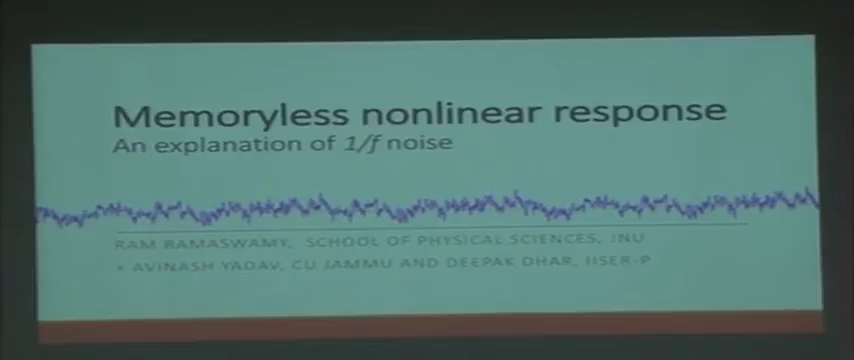 Memoryless nonlinear response
An explanation of 1/f noise
RAM RAMASWAMY, SCHOOL OF PHYSICAL SCIENCES, JNU
+ AVINASH YADAV, CU JAMMU AND DEEPAK DHAR, IISER-P